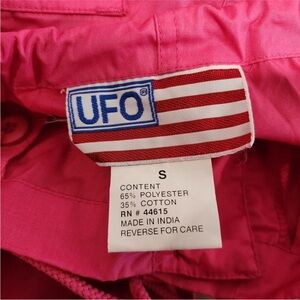 UFO®
S
CONTENT
65% POLYESTER
35% COTTON
RN # 44615
MADE IN INDIA
REVERSE FOR CARE